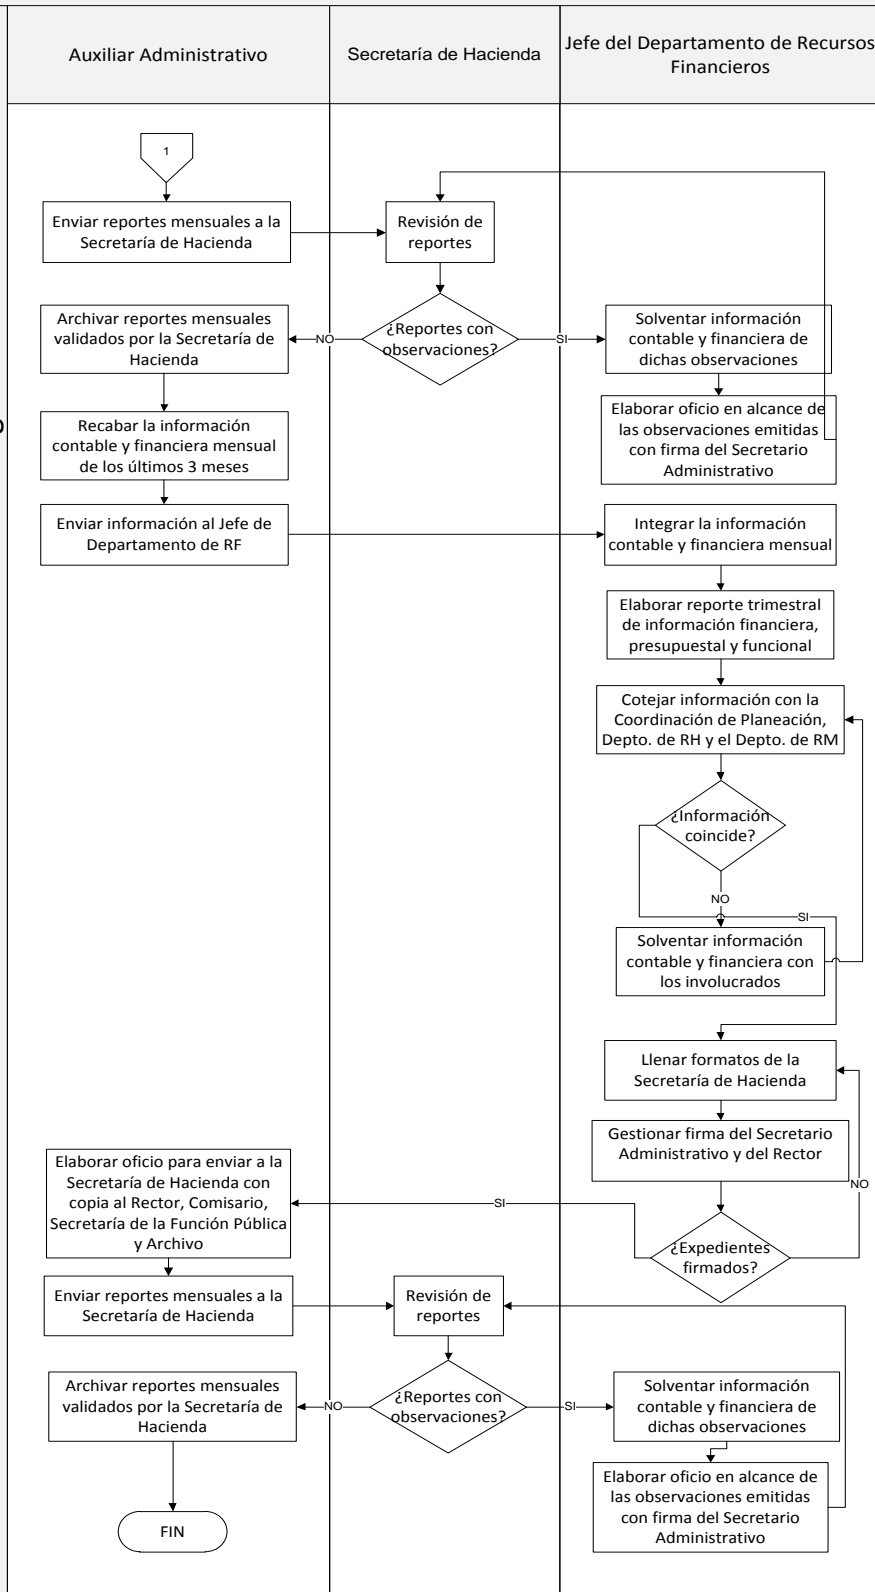 Auxiliar Administrativo
Secretaría de Hacienda
Jefe del Departamento de Recursos
Financieros
1
Enviar reportes mensuales a la
Secretaría de Hacienda
Revisión de
reportes
Archivar reportes mensuales
validados por la Secretaría de
Hacienda
NO
¿Reportes con
observaciones?
SI
Solventar información
contable y financiera de
dichas observaciones
Elaborar oficio en alcance de
las observaciones emitidas
con firma del Secretario
Administrativo
Recabar la información
contable y financiera mensual
de los últimos 3 meses
Enviar información al Jefe de
Departamento de RF
Integrar la información
contable y financiera mensual
Elaborar reporte trimestral
de información financiera,
presupuestal y funcional
Cotejar información con la
Coordinación de Planeación,
Depto. de RH y el Depto. de RM
¿Información
coincide?
NO
SI
Solventar información
contable y financiera con
los involucrados
Llenar formatos de la
Secretaría de Hacienda
Gestionar firma del Secretario
Administrativo y del Rector
NO
¿Expedientes
firmados?
SI
Elaborar oficio para enviar a la
Secretaría de Hacienda con
copia al Rector, Comisario,
Secretaría de la Función Pública
y Archivo
Enviar reportes mensuales a la
Secretaría de Hacienda
Revisión de
reportes
Archivar reportes mensuales
validados por la Secretaría de
Hacienda
NO
¿Reportes con
observaciones?
SI
Solventar información
contable y financiera de
dichas observaciones
Elaborar oficio en alcance de
las observaciones emitidas
con firma del Secretario
Administrativo
FIN